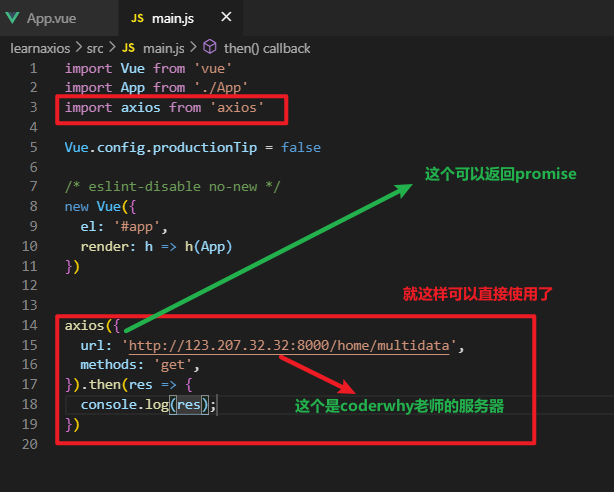 App.vue
JS main.js ×
learnaxios > src > JS main.js > then() callback
1 import Vue from 'vue'
2 import App from './App'
3 import axios from 'axios'
4
5 Vue.config.productionTip = false
6
7 /* eslint-disable no-new */
8 new Vue({
9 el: '#app',
10 render: h => h(App)
11 })
12
13
14 axios({
15 url: 'http://123.207.32.32:8000/home/multidata',
16 methods: 'get',
17 }).then(res => {
18 console.log(res);
19 })
20
这个可以返回promise
就这样可以直接使用了
这个是coderwhy老师的服务器